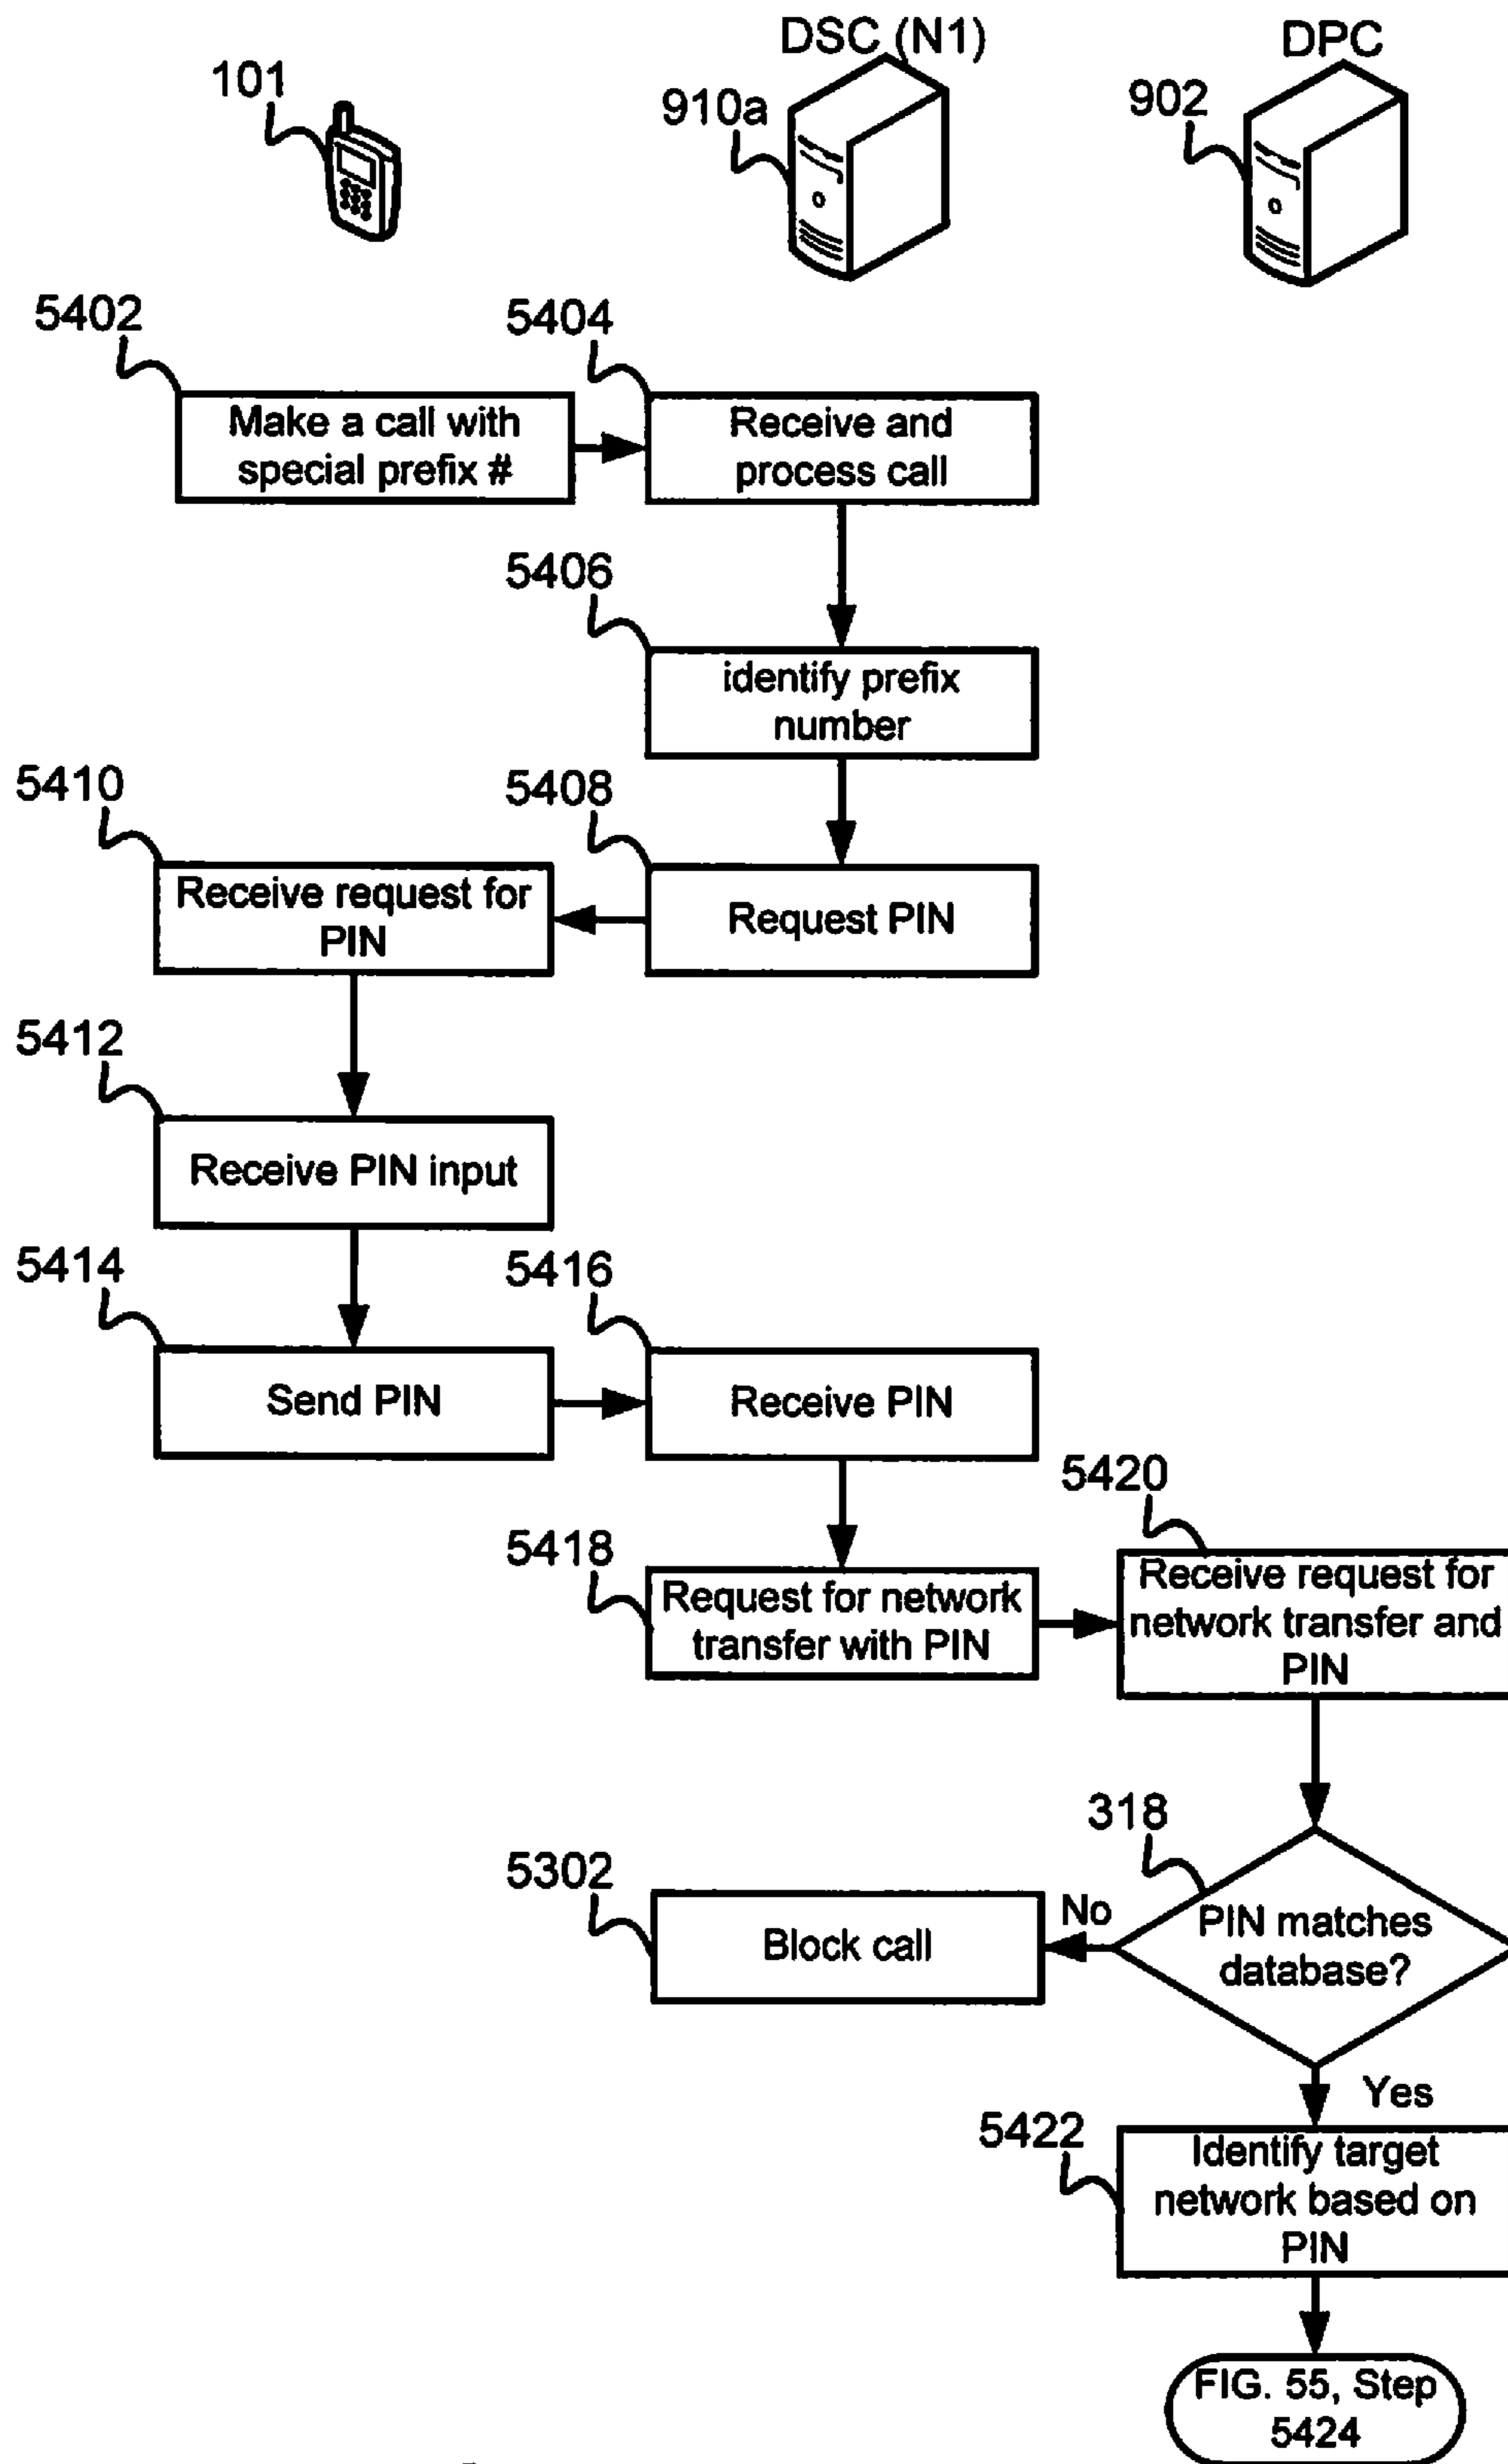 DSC (N1)
DPC
101
910a
902
5402
5404
Make a call with
special prefix #
Receive and
process call
5406
identify prefix
number
5410
5408
Receive request for
PIN
Request PIN
5412
Receive PIN input
5414
5416
Send PIN
Receive PIN
5420
5418
Request for network
transfer with PIN
Receive request for
network transfer and
PIN
318
5302
Block call
No
PIN matches
database?
Yes
5422
Identify target
network based on
PIN
FIG. 55, Step
5424